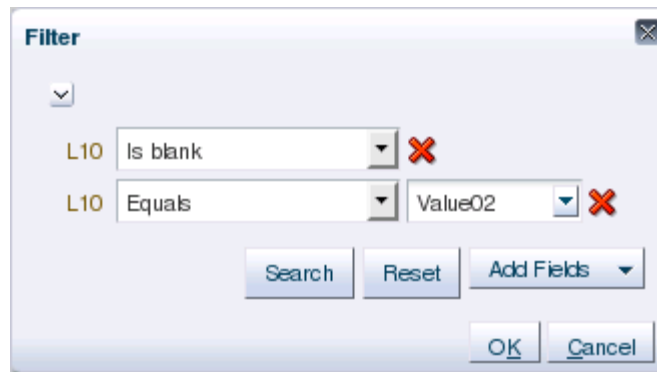 Filter
L10 Is blank
L10 Equals Value02
Search Reset Add Fields
OK Cancel